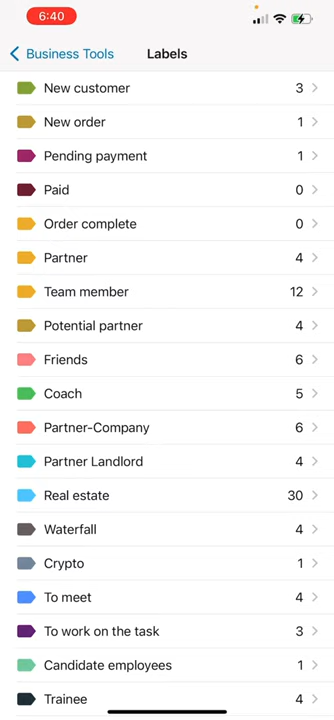 6:40
Business Tools Labels
New customer 3
New order 1
Pending payment 1
Paid 0
Order complete 0
Partner 4
Team member 12
Potential partner 4
Friends 6
Coach 5
Partner-Company 6
Partner Landlord 4
Real estate 30
Waterfall 4
Crypto 1
To meet 4
To work on the task 3
Candidate employees 1
Trainee 4